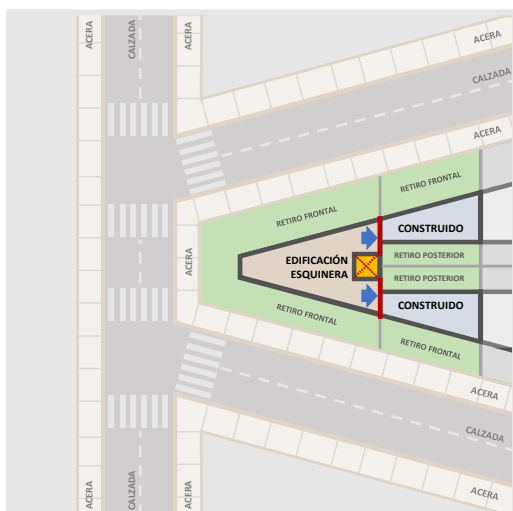 ACERA
CALZADA
ACERA
ACERA
CALZADA
ACERA
RETIRO FRONTAL
RETIRO FRONTAL
CONSTRUIDO
ACERA
EDIFICACIÓN
ESQUINERA
RETIRO POSTERIOR
RETIRO POSTERIOR
CONSTRUIDO
RETIRO FRONTAL
RETIRO FRONTAL
ACERA
CALZADA
ACERA
CALZADA
ACERA
ACERA